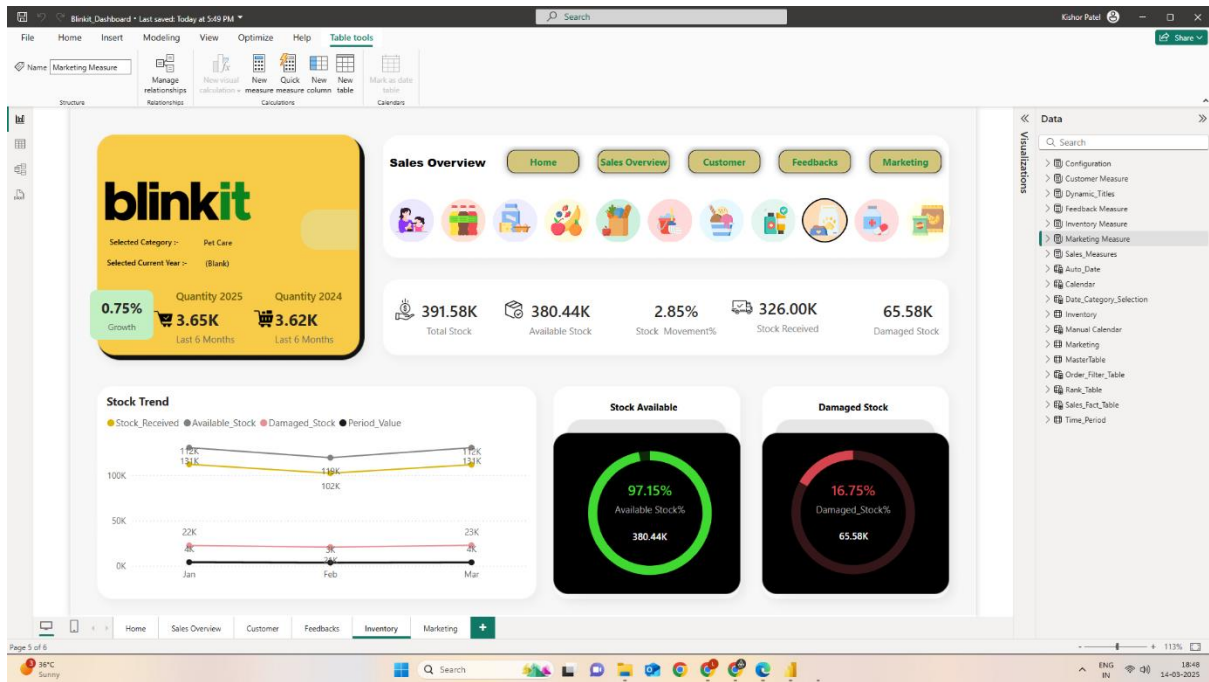 Blinkit_Dashboard • Last saved: Today at 5:49 PM
Search
Kishor Patel
File Home Insert Modeling View Optimize Help Table tools
Share
Name Marketing Measure
Manage relationships
New visual calculation
New measure
Quick measure
New column
New table
Mark as date table
Structure Relationships Calculations Calendars
blinkit
Selected Category :- Pet Care
Selected Current Year :- (Blank)
0.75%
Growth
Quantity 2025
3.65K
Last 6 Months
Quantity 2024
3.62K
Last 6 Months
Sales Overview
Home Sales Overview Customer Feedbacks Marketing
391.58K
Total Stock
380.44K
Available Stock
2.85%
Stock Movement%
326.00K
Stock Received
65.58K
Damaged Stock
Stock Trend
Stock_Received Available_Stock Damaged_Stock Period_Value
112K 112K
131K 119K 131K
100K
102K
50K
22K 23K
4K 3K 4K
0K
Jan Feb Mar
Stock Available
97.15%
Available Stock%
380.44K
Damaged Stock
16.75%
Damaged_Stock%
65.58K
Visualizations
Data
Search
Configuration
Customer Measure
Dynamic_Titles
Feedback Measure
Inventory Measure
Marketing Measure
Sales_Measures
Auto_Date
Calendar
Date_Category_Selection
Inventory
Manual Calendar
Marketing
MasterTable
Order_Filter_Table
Rank_Table
Sales_Fact_Table
Time_Period
Home Sales Overview Customer Feedbacks Inventory Marketing +
Page 5 of 6
- + 113%
3
36°C
Sunny
Search
ENG
IN
18:48
14-03-2025